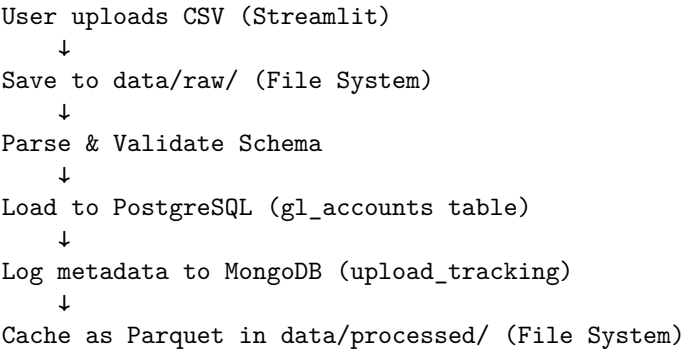 User uploads CSV (Streamlit)
↓
Save to data/raw/ (File System)
↓
Parse & Validate Schema
↓
Load to PostgreSQL (gl_accounts table)
↓
Log metadata to MongoDB (upload_tracking)
↓
Cache as Parquet in data/processed/ (File System)